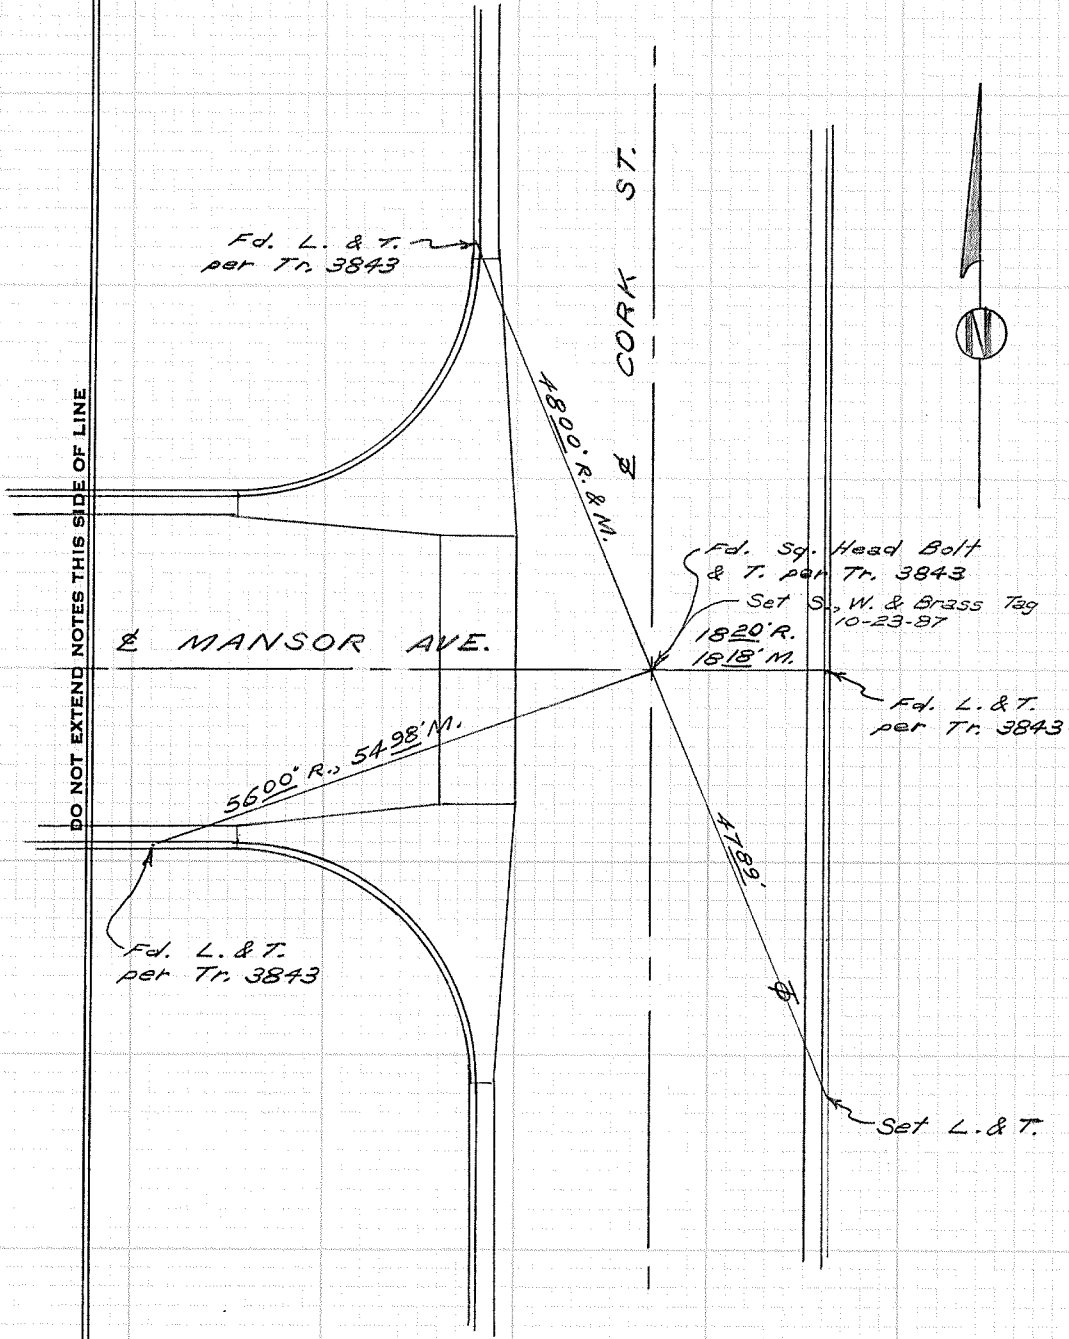 DO NOT EXTEND NOTES THIS SIDE OF LINE
Fd. L. & T.
per Tr. 3843
℄ CORK ST.
48.00' R. & M.
Fd. Sq. Head Bolt
& T. per Tr. 3843
Set S., W. & Brass Tag
10-23-87
18.20' R.
18.18' M.
℄ MANSOR AVE.
Fd. L. & T.
per Tr. 3843
56.00' R., 54.98' M.
47.89'
Fd. L. & T.
per Tr. 3843
Set L. & T.
N